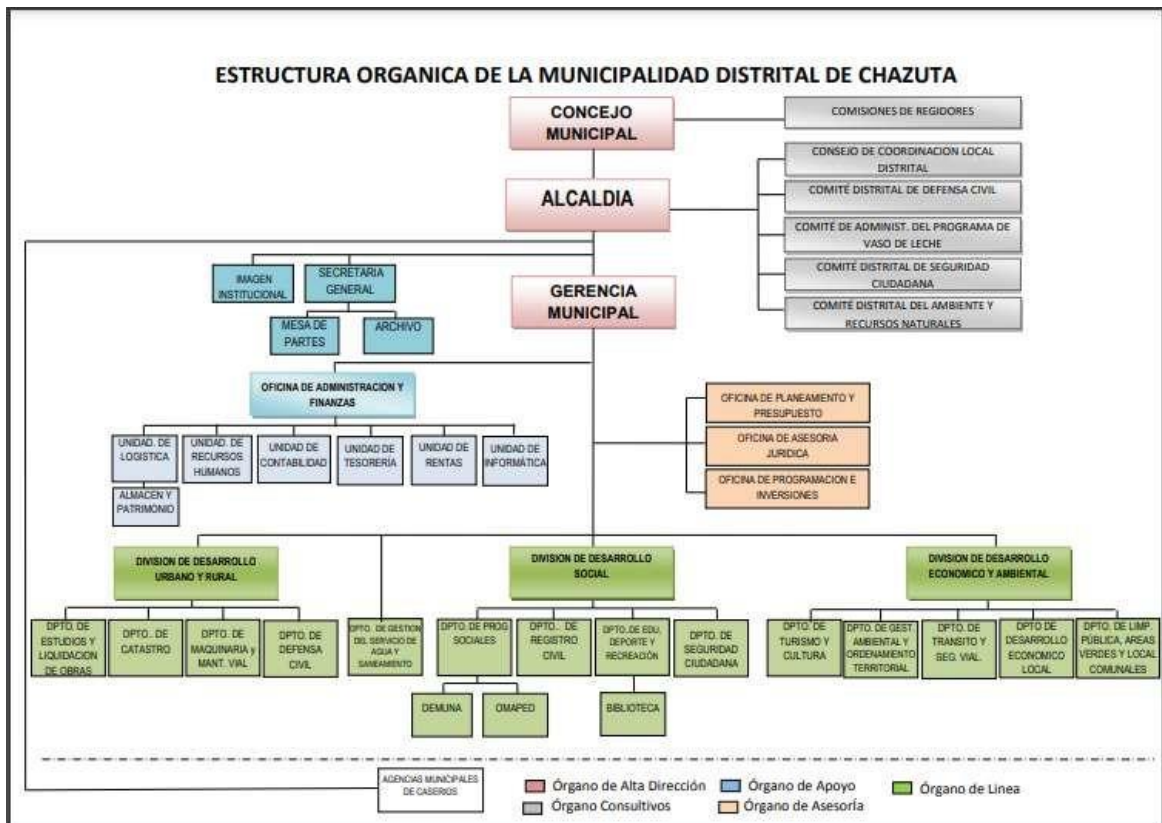 ESTRUCTURA ORGANICA DE LA MUNICIPALIDAD DISTRITAL DE CHAZUTA
CONCEJO
MUNICIPAL
COMISIONES DE REGIDORES
ALCALDIA
CONSEJO DE COORDINACION LOCAL
DISTRITAL
COMITÉ DISTRITAL DE DEFENSA CIVIL
COMITÉ DE ADMINIST. DEL PROGRAMA DE
VASO DE LECHE
COMITÉ DISTRITAL DE SEGURIDAD
CIUDADANA
COMITÉ DISTRITAL DEL AMBIENTE Y
RECURSOS NATURALES
IMAGEN
INSTITUCIONAL
SECRETARIA
GENERAL
MESA DE
PARTES
ARCHIVO
GERENCIA
MUNICIPAL
OFICINA DE ADMINISTRACION Y
FINANZAS
UNIDAD. DE
LOGISTICA
UNIDAD. DE
RECURSOS
HUMANOS
UNIDAD DE
CONTABILIDAD
UNIDAD DE
TESORERÍA
UNIDAD DE
RENTAS
UNIDAD DE
INFORMÁTICA
ALMACEN Y
PATRIMONIO
OFICINA DE PLANEAMIENTO Y
PRESUPUESTO
OFICINA DE ASESORIA
JURIDICA
OFICINA DE PROGRAMACION E
INVERSIONES
DIVISION DE DESARROLLO
URBANO Y RURAL
DIVISION DE DESARROLLO
SOCIAL
DIVISION DE DESARROLLO
ECONOMICO Y AMBIENTAL
DPTO. DE
ESTUDIOS Y
LIQUIDACION
DE OBRAS
DPTO.. DE
CATASTRO
DPTO. DE
MAQUINARIA y
MANT. VIAL
DPTO. DE
DEFENSA
CIVIL
DPTO. DE GESTION
DEL SERVICIO DE
AGUA Y
SANEAMIENTO
DPTO. DE PROG
SOCIALES
DPTO.. DE
REGISTRO
CIVIL
DPTO. DE EDU,
DEPORTE Y
RECREACIÓN
DPTO. DE
SEGURIDAD
CIUDADANA
DEMUNA
OMAPED
BIBLIOTECA
DPTO. DE
TURISMO Y
CULTURA
DPTO. DE GEST.
AMBIENTAL Y
ORDENAMIENTO
TERRITORIAL
DPTO. DE
TRANSITO Y
SEG. VIAL.
DPTO DE
DESARROLLO
ECONOMICO
LOCAL
DPTO. DE LIMP.
PÚBLICA, AREAS
VERDES Y LOCAL
COMUNALES
AGENCIAS MUNICIPALES
DE CASERIOS
Órgano de Alta Dirección
Órgano de Apoyo
Órgano de Linea
Órgano Consultivos
Órgano de Asesoría